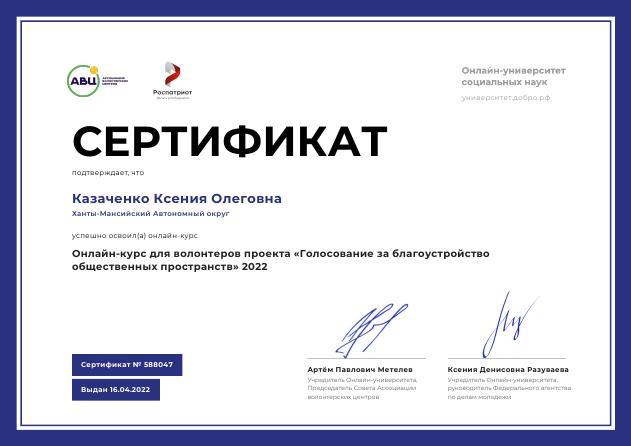 АВЦ
АССОЦИАЦИЯ
ВОЛОНТЕРСКИХ
ЦЕНТРОВ
Роспатриот
Онлайн-университет
социальных наук
университет.добро.рф
СЕРТИФИКАТ
подтверждает, что
Казаченко Ксения Олеговна
Ханты-Мансийский Автономный округ
успешно освоил(а) онлайн-курс
Онлайн-курс для волонтеров проекта «Голосование за благоустройство
общественных пространств» 2022
Сертификат № 588047
Выдан 16.04.2022
Артём Павлович Метелев
Учредитель Онлайн-университета,
Председатель Совета Ассоциации
волонтерских центров
Ксения Денисовна Разуваева
Учредитель Онлайн-университета,
руководитель Федерального агентства
по делам молодежи